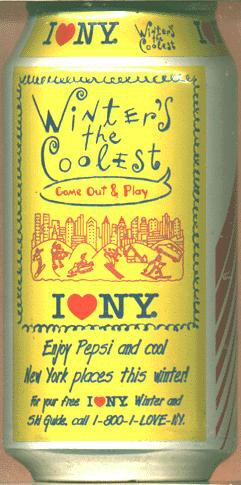 I ❤ NY. Winter's the Coolest I
Winter's
the
Coolest
Come Out & Play
I ❤ NY.
Enjoy Pepsi and cool
New York places this winter!
For your free I ❤ NY. Winter and
Ski Guide, call 1-800-1-LOVE-NY.